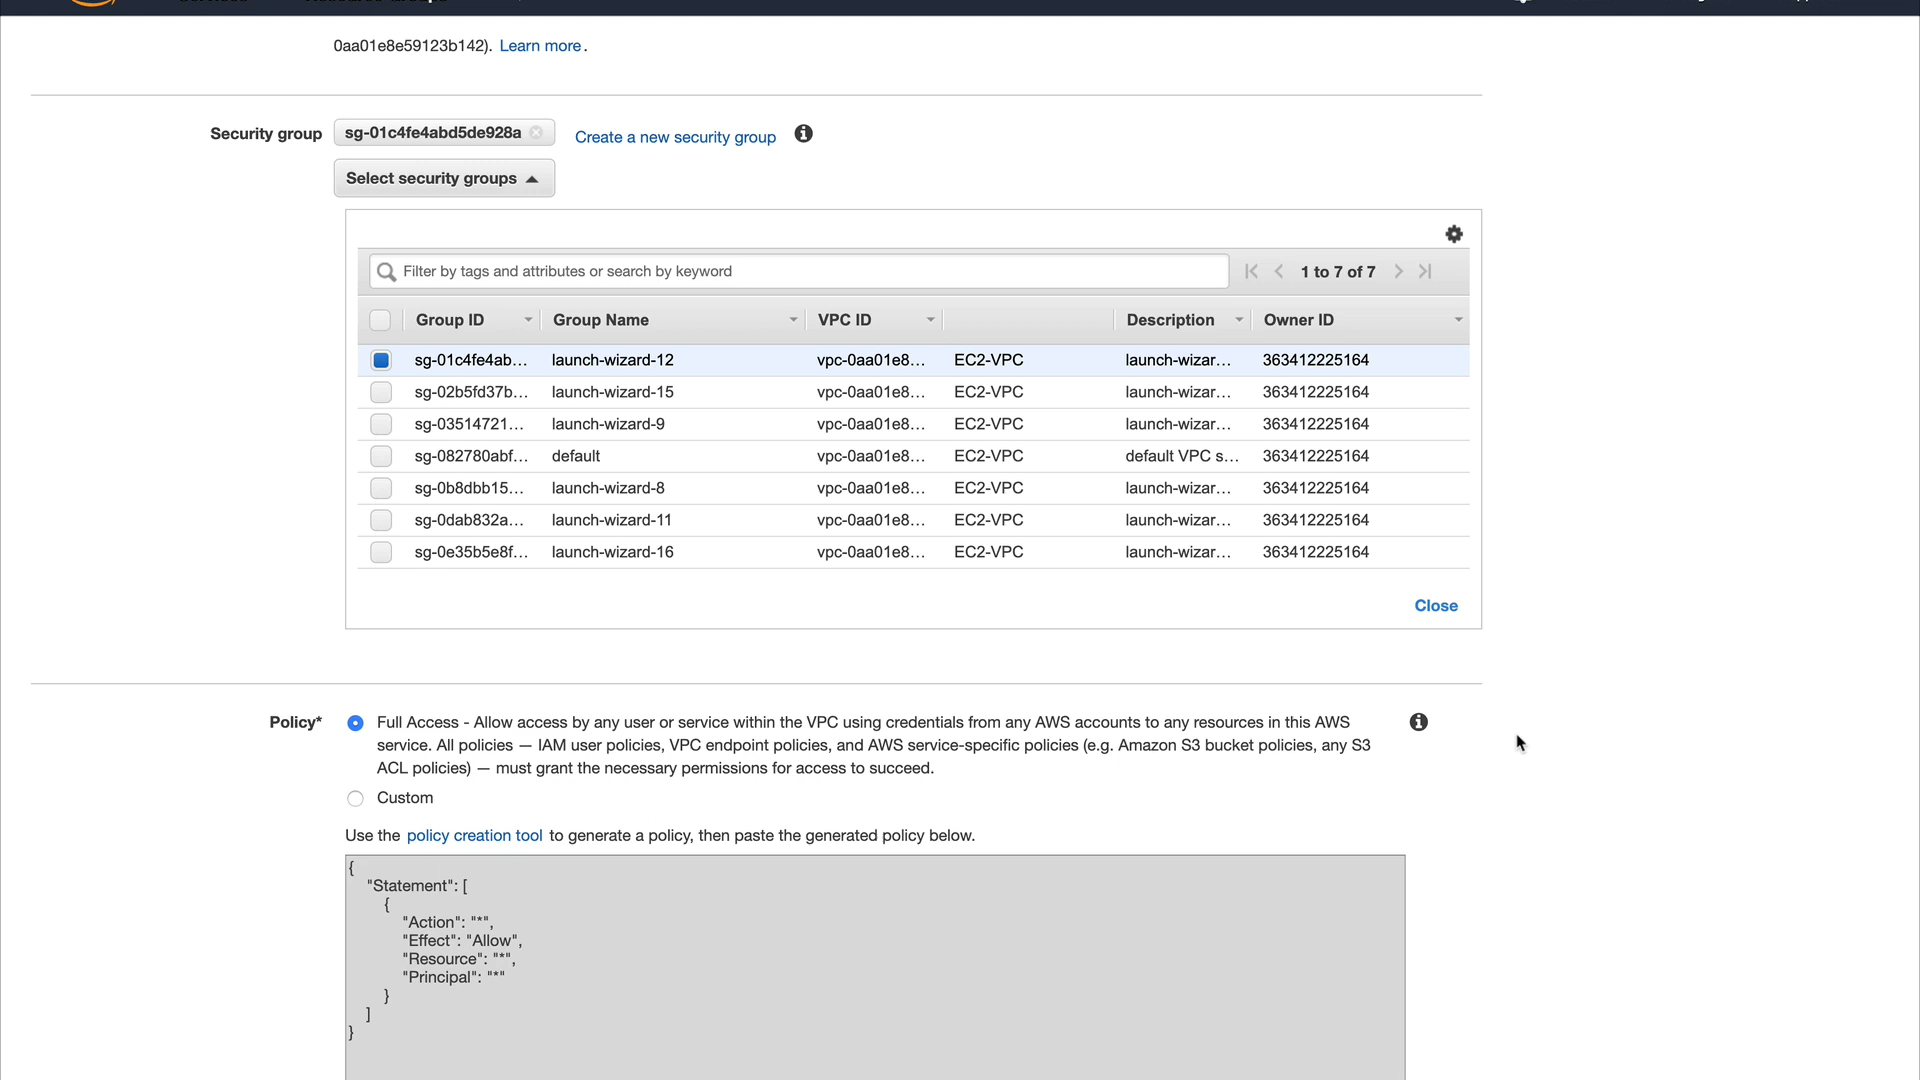 0aa01e8e59123b142). Learn more.
Security group sg-01c4fe4abd5de928a Create a new security group
Select security groups
Filter by tags and attributes or search by keyword 1 to 7 of 7
Group ID Group Name VPC ID Description Owner ID
sg-01c4fe4ab... launch-wizard-12 vpc-0aa01e8... EC2-VPC launch-wizar... 363412225164
sg-02b5fd37b... launch-wizard-15 vpc-0aa01e8... EC2-VPC launch-wizar... 363412225164
sg-03514721... launch-wizard-9 vpc-0aa01e8... EC2-VPC launch-wizar... 363412225164
sg-082780abf... default vpc-0aa01e8... EC2-VPC default VPC s... 363412225164
sg-0b8dbb15... launch-wizard-8 vpc-0aa01e8... EC2-VPC launch-wizar... 363412225164
sg-0dab832a... launch-wizard-11 vpc-0aa01e8... EC2-VPC launch-wizar... 363412225164
sg-0e35b5e8f... launch-wizard-16 vpc-0aa01e8... EC2-VPC launch-wizar... 363412225164
Close
Policy* Full Access - Allow access by any user or service within the VPC using credentials from any AWS accounts to any resources in this AWS
service. All policies — IAM user policies, VPC endpoint policies, and AWS service-specific policies (e.g. Amazon S3 bucket policies, any S3
ACL policies) — must grant the necessary permissions for access to succeed.
Custom
Use the policy creation tool to generate a policy, then paste the generated policy below.
{
"Statement": [
{
"Action": "*",
"Effect": "Allow",
"Resource": "*",
"Principal": "*"
}
]
}